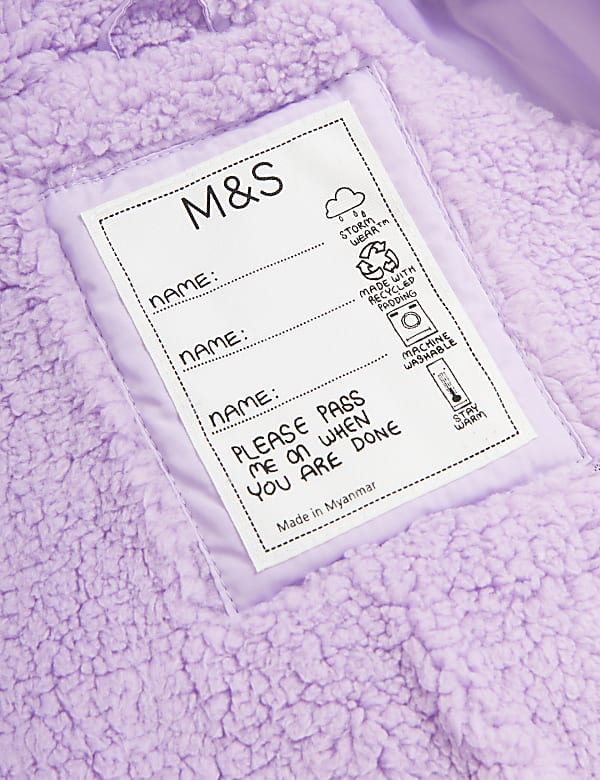 M&S
STORM
WEAR™
NAME:
MADE WITH
RECYCLED
PADDING
NAME:
MACHINE
WASHABLE
NAME:
STAY
WARM
PLEASE PASS
ME ON WHEN
YOU ARE DONE
Made in Myanmar